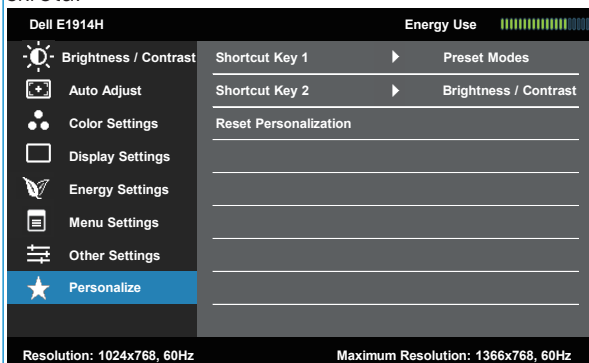 Dell E1914H Energy Use
Brightness / Contrast Shortcut Key 1 Preset Modes
Auto Adjust Shortcut Key 2 Brightness / Contrast
Color Settings Reset Personalization
Display Settings
Energy Settings
Menu Settings
Other Settings
Personalize
Resolution: 1024x768, 60Hz Maximum Resolution: 1366x768, 60Hz